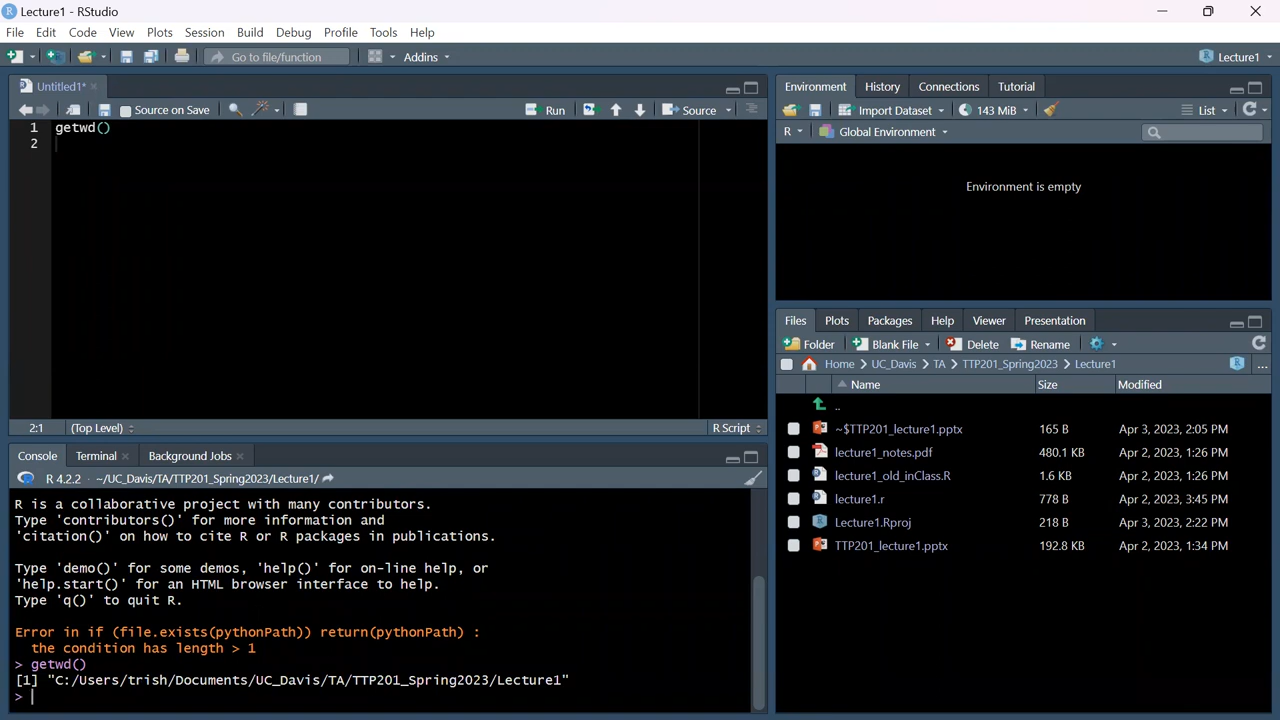 Lecture1 - RStudio
File Edit Code View Plots Session Build Debug Profile Tools Help
Go to file/function Addins Lecture1
Untitled1*
Source on Save Run Source
1 getwd()
2
2:1 (Top Level) R Script
Console Terminal Background Jobs
R 4.2.2 · ~/UC_Davis/TA/TTP201_Spring2023/Lecture1/
R is a collaborative project with many contributors.
Type 'contributors()' for more information and
'citation()' on how to cite R or R packages in publications.
Type 'demo()' for some demos, 'help()' for on-line help, or
'help.start()' for an HTML browser interface to help.
Type 'q()' to quit R.
Error in if (file.exists(pythonPath)) return(pythonPath) :
the condition has length > 1
> getwd()
[1] "C:/Users/trish/Documents/UC_Davis/TA/TTP201_Spring2023/Lecture1"
>
Environment History Connections Tutorial
Import Dataset 143 MiB List
R Global Environment
Environment is empty
Files Plots Packages Help Viewer Presentation
Folder Blank File Delete Rename
Home > UC_Davis > TA > TTP201_Spring2023 > Lecture1 ...
Name Size Modified
..
~$TTP201_lecture1.pptx 165 B Apr 3, 2023, 2:05 PM
lecture1_notes.pdf 480.1 KB Apr 2, 2023, 1:26 PM
lecture1_old_inClass.R 1.6 KB Apr 2, 2023, 1:26 PM
lecture1.r 778 B Apr 2, 2023, 3:45 PM
Lecture1.Rproj 218 B Apr 3, 2023, 2:22 PM
TTP201_lecture1.pptx 192.8 KB Apr 2, 2023, 1:34 PM